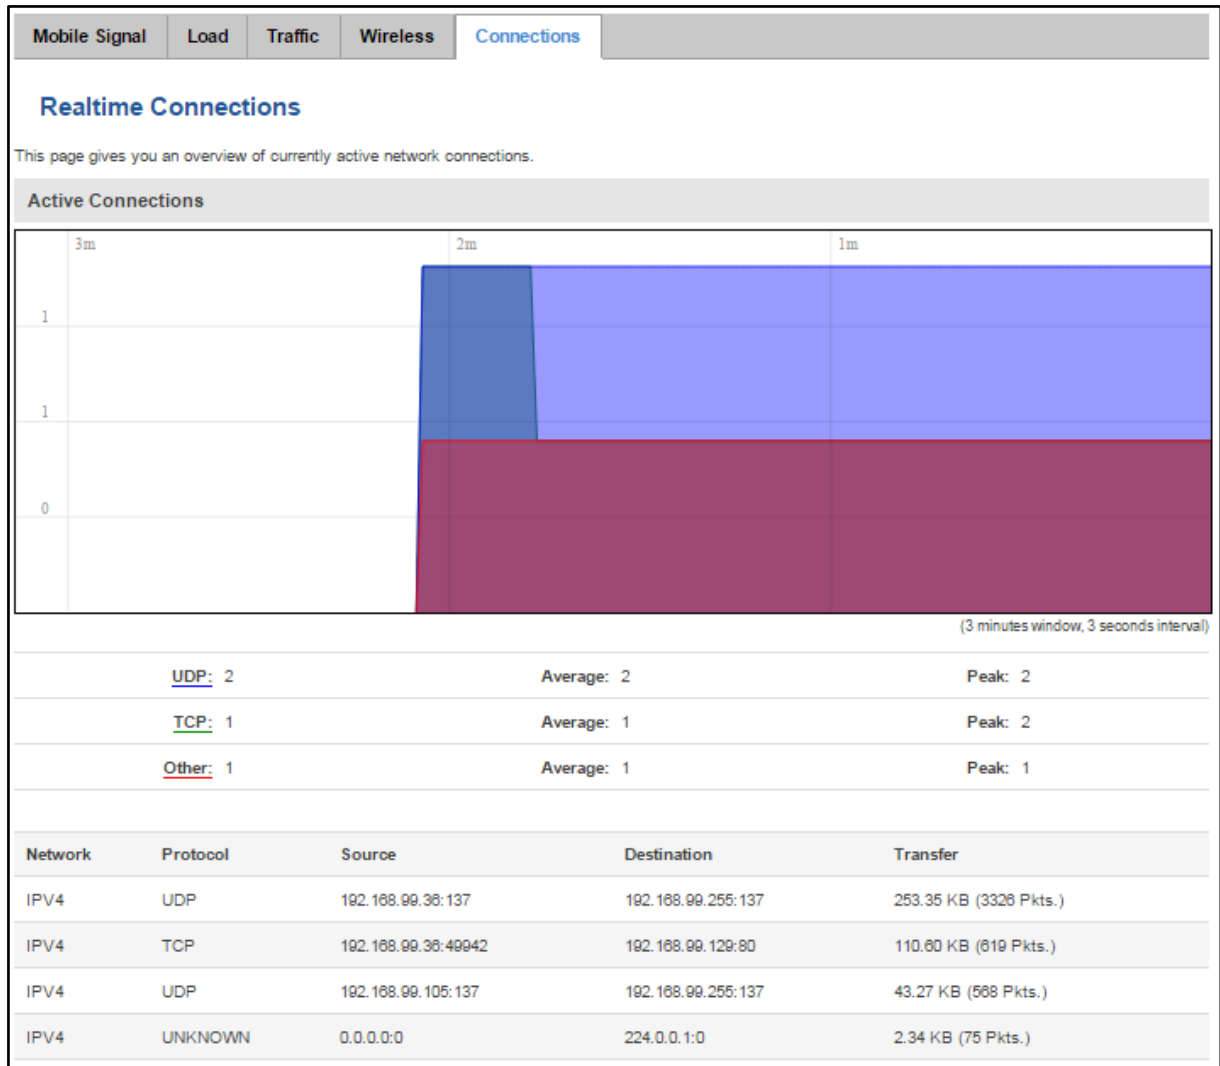 Mobile Signal Load Traffic Wireless Connections
Realtime Connections
This page gives you an overview of currently active network connections.
Active Connections
3m 2m 1m
1
1
0
(3 minutes window, 3 seconds interval)
UDP: 2 Average: 2 Peak: 2
TCP: 1 Average: 1 Peak: 2
Other: 1 Average: 1 Peak: 1
Network Protocol Source Destination Transfer
IPV4 UDP 192.168.99.36:137 192.168.99.255:137 253.35 KB (3326 Pkts.)
IPV4 TCP 192.168.99.36:49942 192.168.99.129:80 110.60 KB (619 Pkts.)
IPV4 UDP 192.168.99.105:137 192.168.99.255:137 43.27 KB (568 Pkts.)
IPV4 UNKNOWN 0.0.0.0:0 224.0.0.1:0 2.34 KB (75 Pkts.)